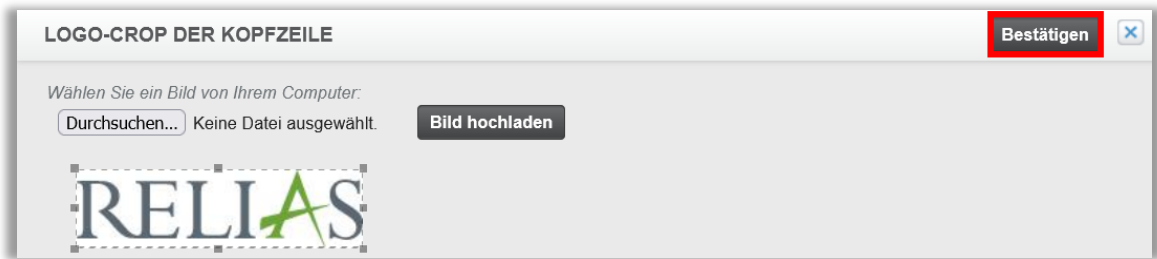 LOGO-CROP DER KOPFZEILE
Bestätigen
Wählen Sie ein Bild von Ihrem Computer:
Durchsuchen... Keine Datei ausgewählt.
Bild hochladen
RELIAS